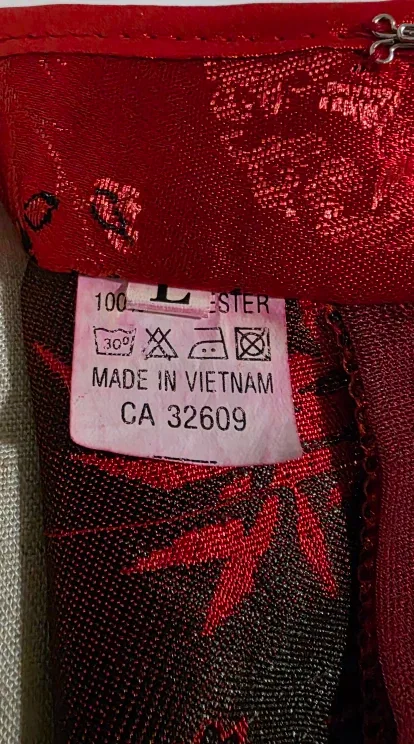 L
100 ESTER
30°
MADE IN VIETNAM
CA 32609